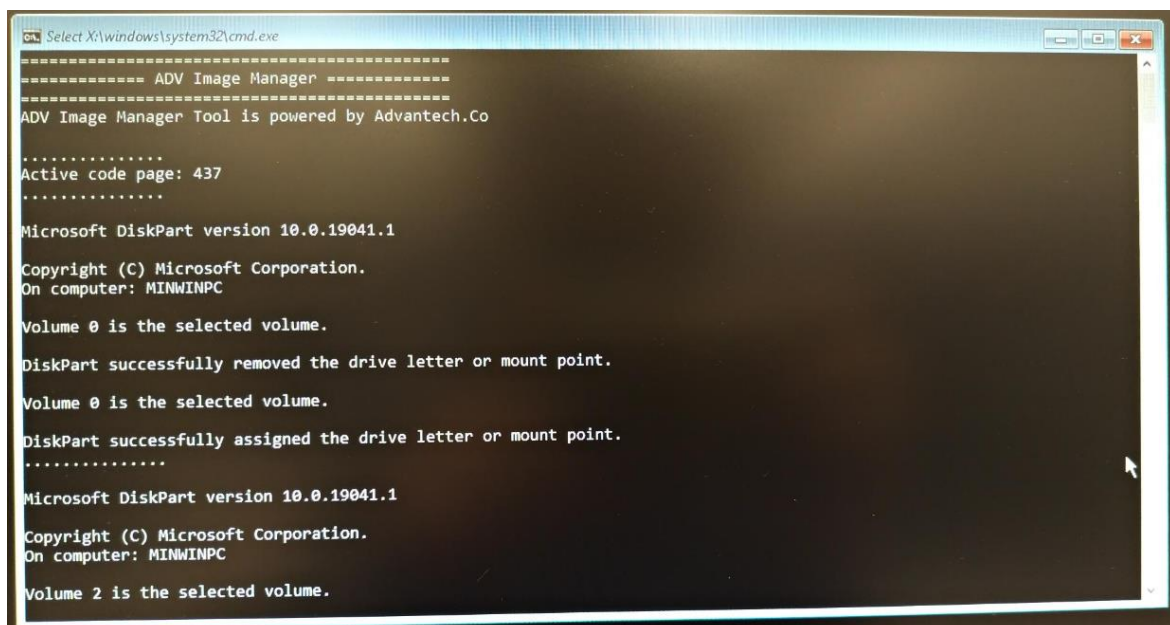 Select X:\windows\system32\cmd.exe
=============================================
============= ADV Image Manager =============
=============================================
ADV Image Manager Tool is powered by Advantech.Co
...............
Active code page: 437
...............
Microsoft DiskPart version 10.0.19041.1
Copyright (C) Microsoft Corporation.
On computer: MINWINPC
Volume 0 is the selected volume.
DiskPart successfully removed the drive letter or mount point.
Volume 0 is the selected volume.
DiskPart successfully assigned the drive letter or mount point.
...............
Microsoft DiskPart version 10.0.19041.1
Copyright (C) Microsoft Corporation.
On computer: MINWINPC
Volume 2 is the selected volume.